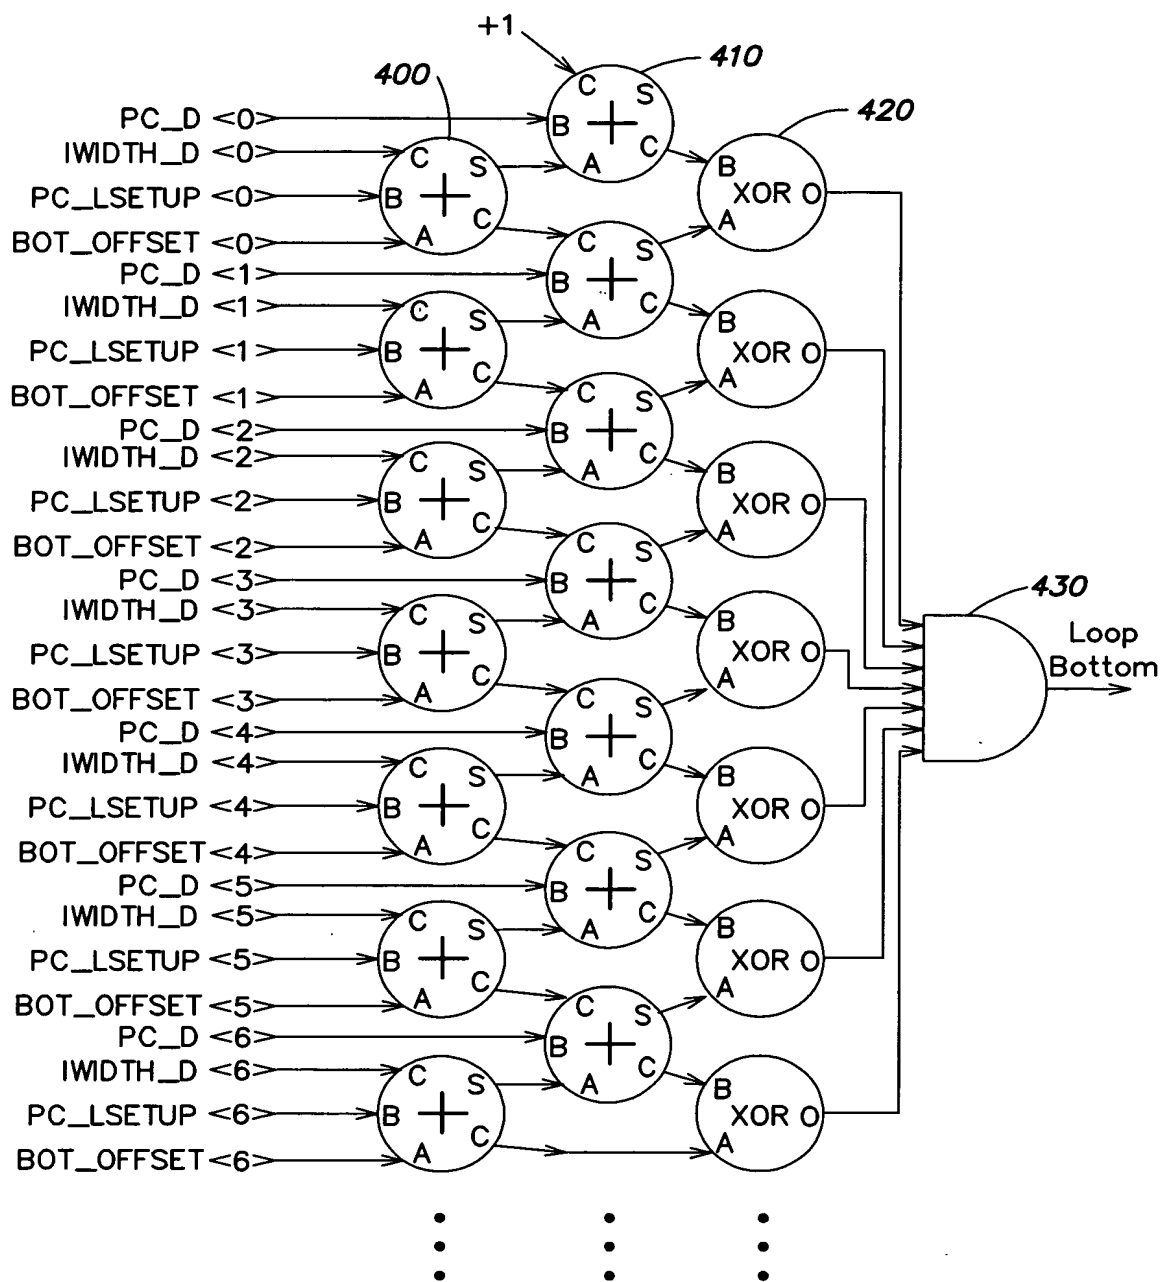 +1
410
400
420
PC_D <0>
IWIDTH_D <0>
PC_LSETUP <0>
BOT_OFFSET <0>
PC_D <1>
IWIDTH_D <1>
PC_LSETUP <1>
BOT_OFFSET <1>
PC_D <2>
IWIDTH_D <2>
PC_LSETUP <2>
BOT_OFFSET <2>
PC_D <3>
IWIDTH_D <3>
PC_LSETUP <3>
BOT_OFFSET <3>
PC_D <4>
IWIDTH_D <4>
PC_LSETUP <4>
BOT_OFFSET <4>
PC_D <5>
IWIDTH_D <5>
PC_LSETUP <5>
BOT_OFFSET <5>
PC_D <6>
IWIDTH_D <6>
PC_LSETUP <6>
BOT_OFFSET <6>
C S
B +
A C
C S
B +
A C
C S
B +
A C
C S
B +
A C
C S
B +
A C
C S
B +
A C
C S
B +
A C
C S
B +
A C
C S
B +
A C
C S
B +
A C
C S
B +
A C
C S
B +
A C
C S
B +
A C
C S
B +
A C
B
XOR O
A
B
XOR O
A
B
XOR O
A
B
XOR O
A
B
XOR O
A
B
XOR O
A
B
XOR O
A
430
Loop
Bottom